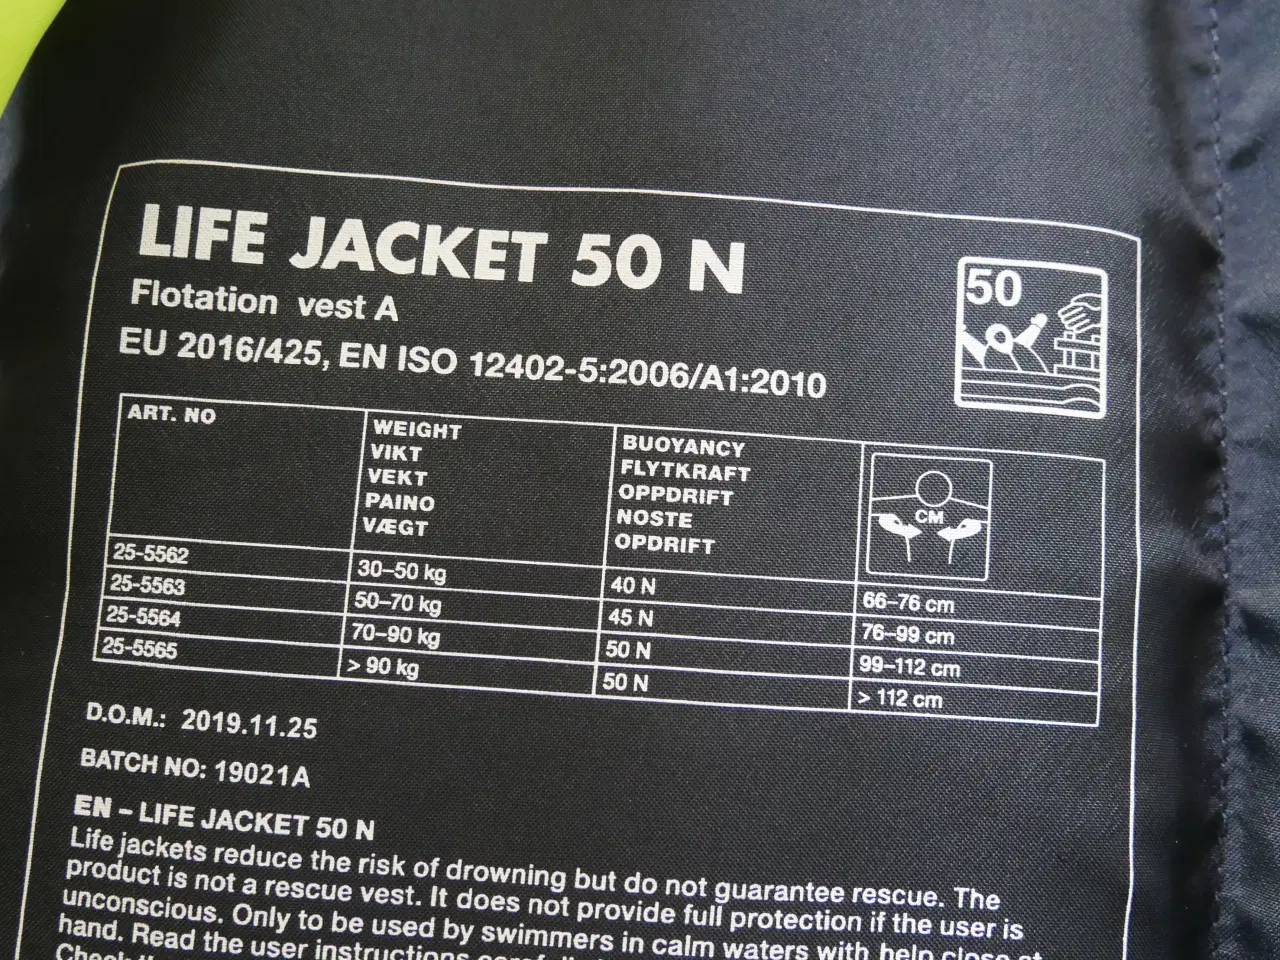 LIFE JACKET 50 N
Flotation vest A
EU 2016/425, EN ISO 12402-5:2006/A1:2010
50
ART. NO
WEIGHT
VIKT
VEKT
PAINO
VÆGT
BUOYANCY
FLYTKRAFT
OPPDRIFT
NOSTE
OPDRIFT
CM
25-5562 30–50 kg 40 N 66–76 cm
25-5563 50–70 kg 45 N 76–99 cm
25-5564 70–90 kg 50 N 99–112 cm
25-5565 > 90 kg 50 N > 112 cm
D.O.M.: 2019.11.25
BATCH NO: 19021A
EN – LIFE JACKET 50 N
Life jackets reduce the risk of drowning but do not guarantee rescue. The
product is not a rescue vest. It does not provide full protection if the user is
unconscious. Only to be used by swimmers in calm waters with help close at
hand. Read the user instructions